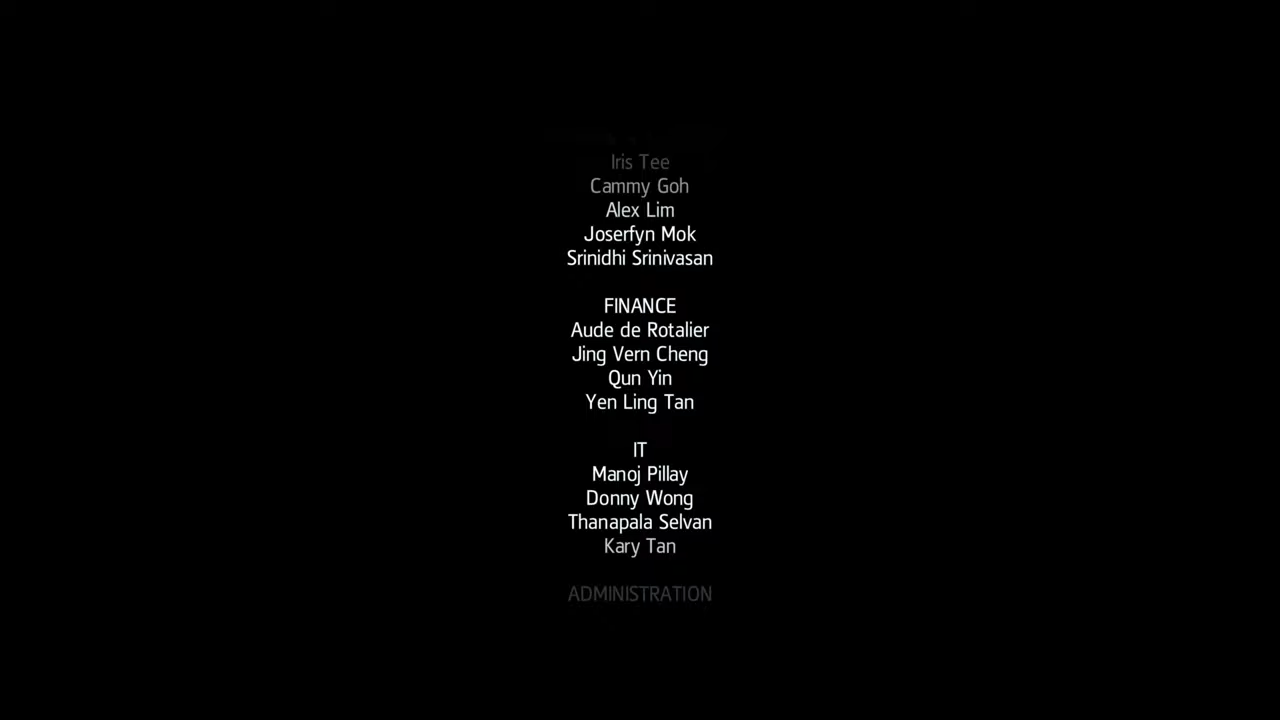 Iris Tee
Cammy Goh
Alex Lim
Joserfyn Mok
Srinidhi Srinivasan
FINANCE
Aude de Rotalier
Jing Vern Cheng
Qun Yin
Yen Ling Tan
IT
Manoj Pillay
Donny Wong
Thanapala Selvan
Kary Tan
ADMINISTRATION